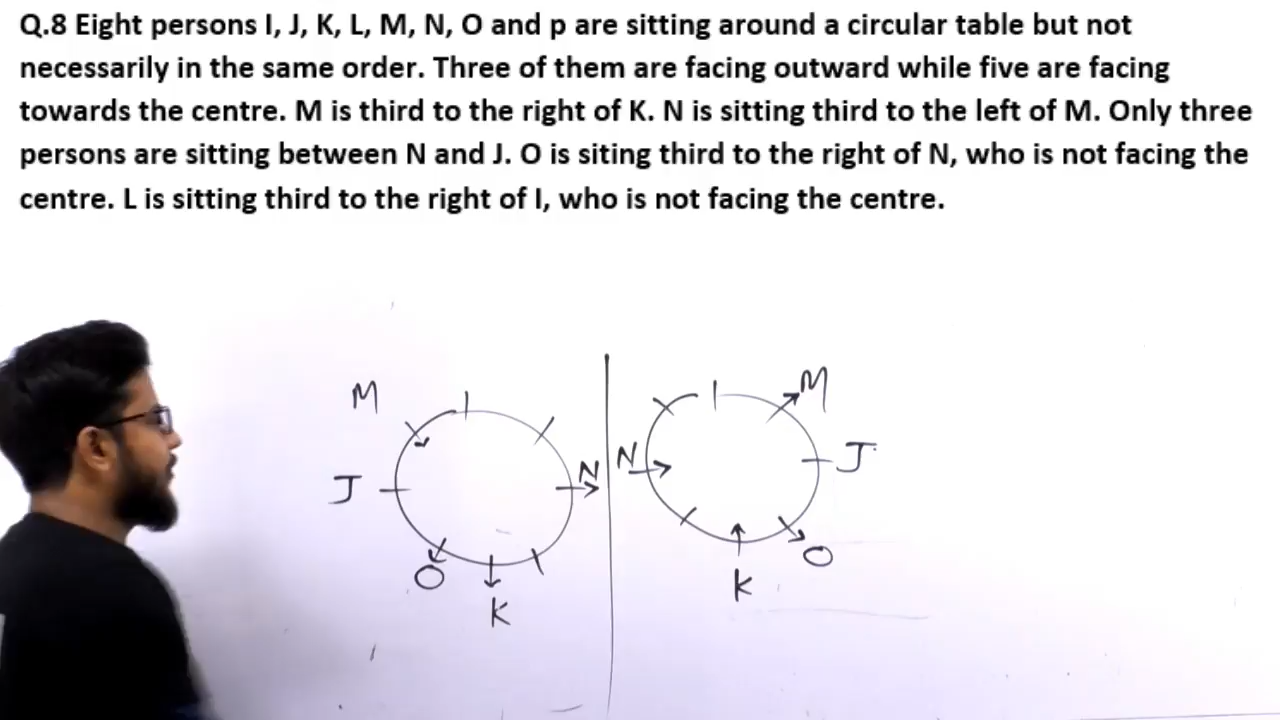 Q.8 Eight persons I, J, K, L, M, N, O and p are sitting around a circular table but not
necessarily in the same order. Three of them are facing outward while five are facing
towards the centre. M is third to the right of K. N is sitting third to the left of M. Only three
persons are sitting between N and J. O is siting third to the right of N, who is not facing the
centre. L is sitting third to the right of I, who is not facing the centre.
M
M
J
N
N
J
O
K
O
K